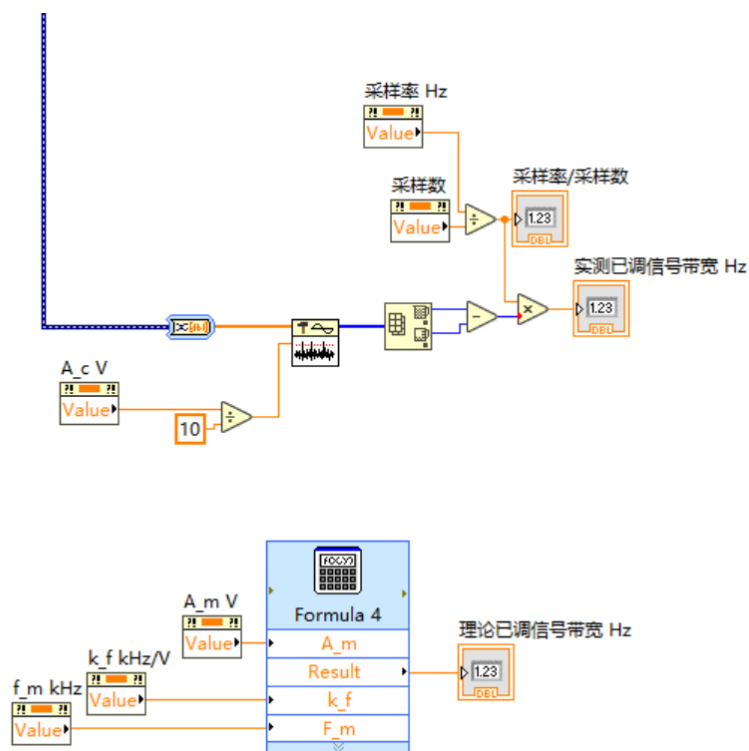 采样率 Hz
Value
采样数
Value
采样率/采样数
1.23
DBL
实测已调信号带宽 Hz
1.23
DBL
A_c V
Value
10
f(x,y)
Formula 4
A_m V
Value
A_m
理论已调信号带宽 Hz
Result
1.23
DBL
k_f kHz/V
Value
k_f
f_m kHz
Value
F_m